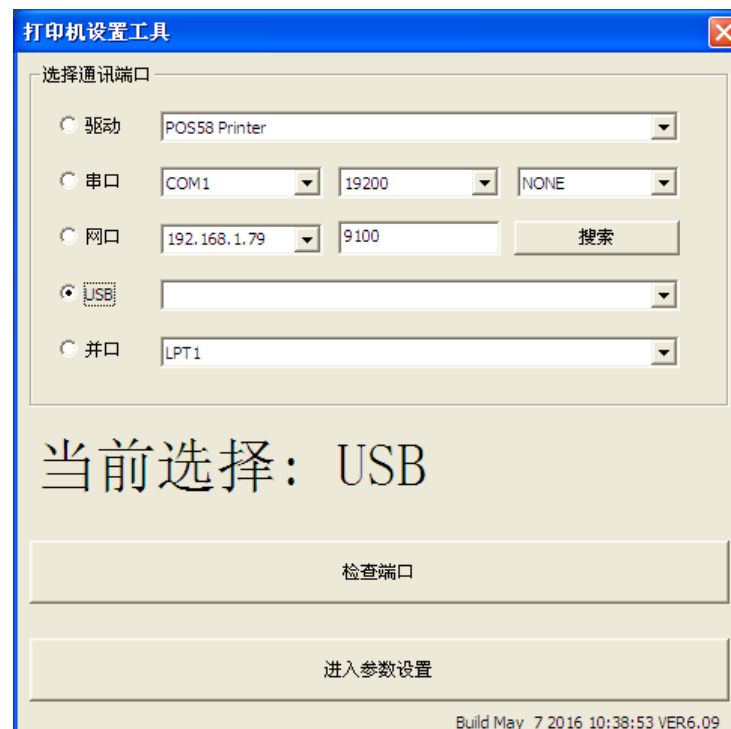 打印机设置工具
选择通讯端口
驱动 POS58 Printer
串口 COM1 19200 NONE
网口 192.168.1.79 9100 搜索
USB
并口 LPT1
当前选择: USB
检查端口
进入参数设置
Build May 7 2016 10:38:53 VER6.09